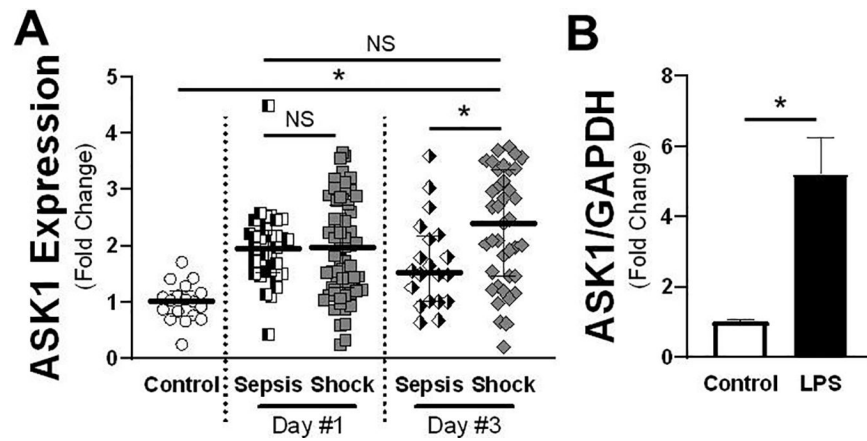 A
ASK1 Expression
(Fold Change)
5
4
3
2
1
0
NS
*
NS
*
Control
Sepsis Shock
Sepsis Shock
Day #1
Day #3
B
ASK1/GAPDH
(Fold Change)
8
6
4
2
0
*
Control
LPS